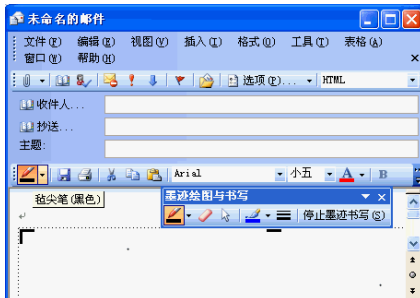 未命名的邮件
文件(F) 编辑(E) 视图(V) 插入(I) 格式(O) 工具(T) 表格(A)
窗口(W) 帮助(H)
选项(P)... HTML
收件人...
抄送...
主题:
Arial 小五 A B
毡尖笔(黑色)
墨迹绘图与书写
停止墨迹书写(S)